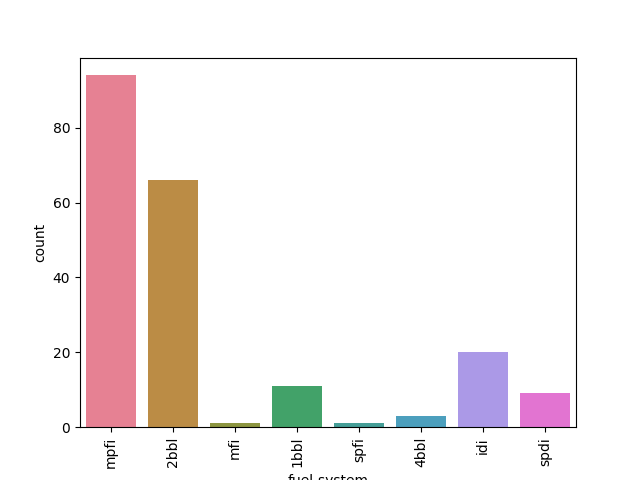 count
80
60
40
20
0
mpfi
2bbl
mfi
1bbl
spfi
4bbl
idi
spdi
fuel-system